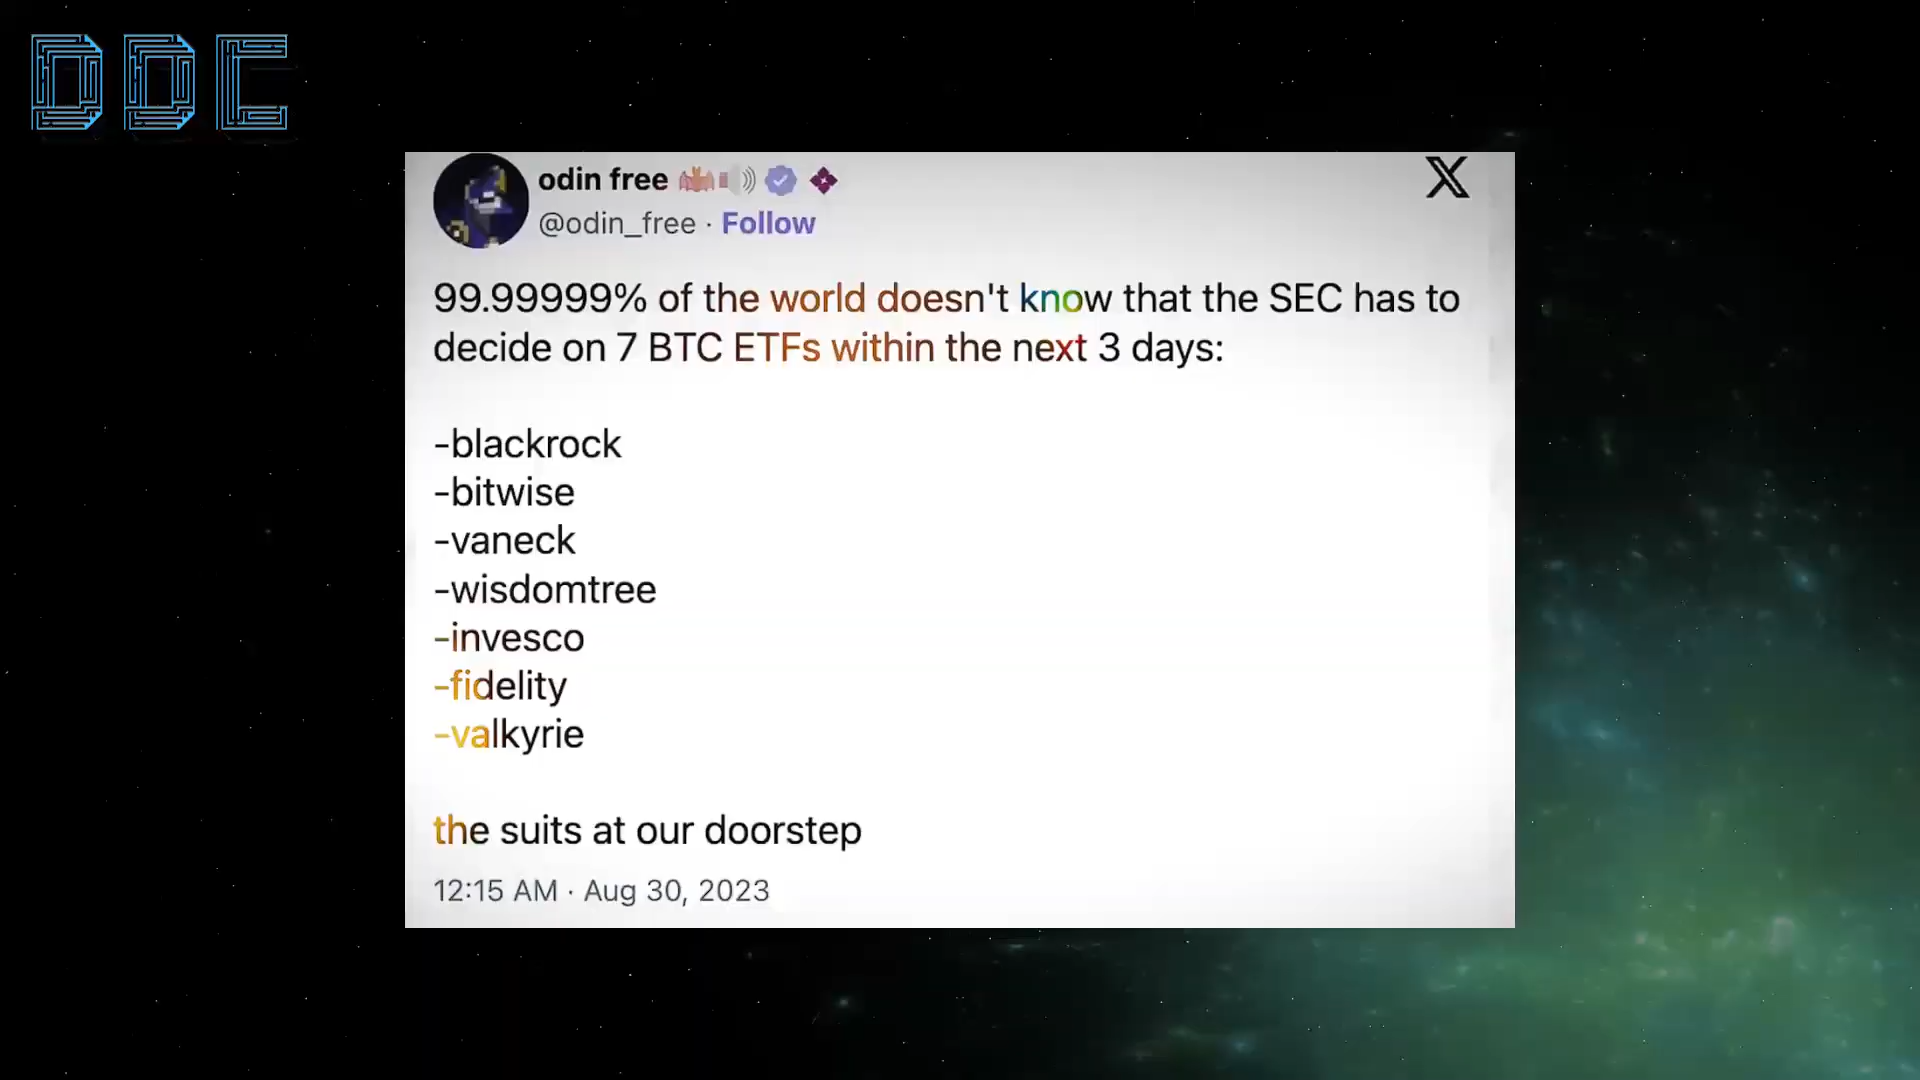 DDC
odin free
@odin_free · Follow
99.99999% of the world doesn't know that the SEC has to
decide on 7 BTC ETFs within the next 3 days:
-blackrock
-bitwise
-vaneck
-wisdomtree
-invesco
-fidelity
-valkyrie
the suits at our doorstep
12:15 AM · Aug 30, 2023